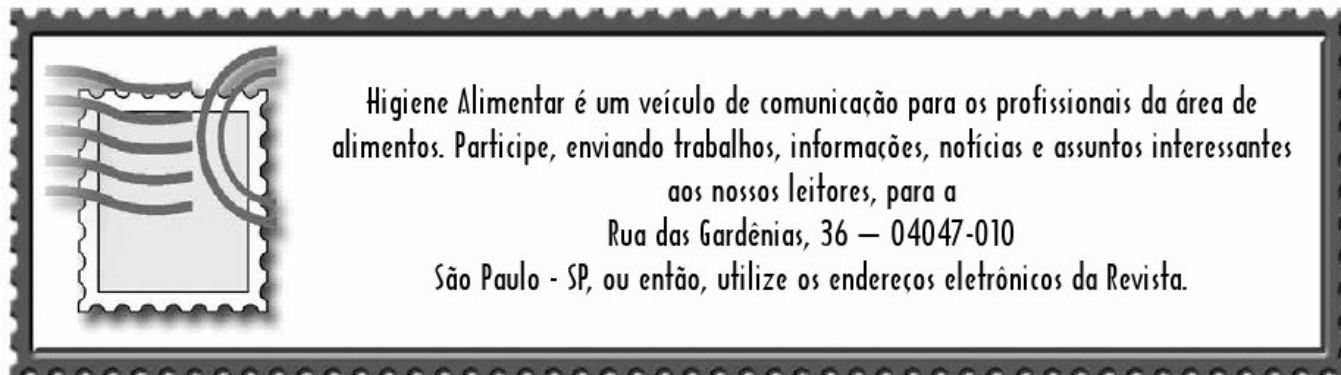 Higiene Alimentar é um veículo de comunicação para os profissionais da área de
alimentos. Participe, enviando trabalhos, informações, notícias e assuntos interessantes
aos nossos leitores, para a
Rua das Gardênias, 36 – 04047-010
São Paulo - SP, ou então, utilize os endereços eletrônicos da Revista.